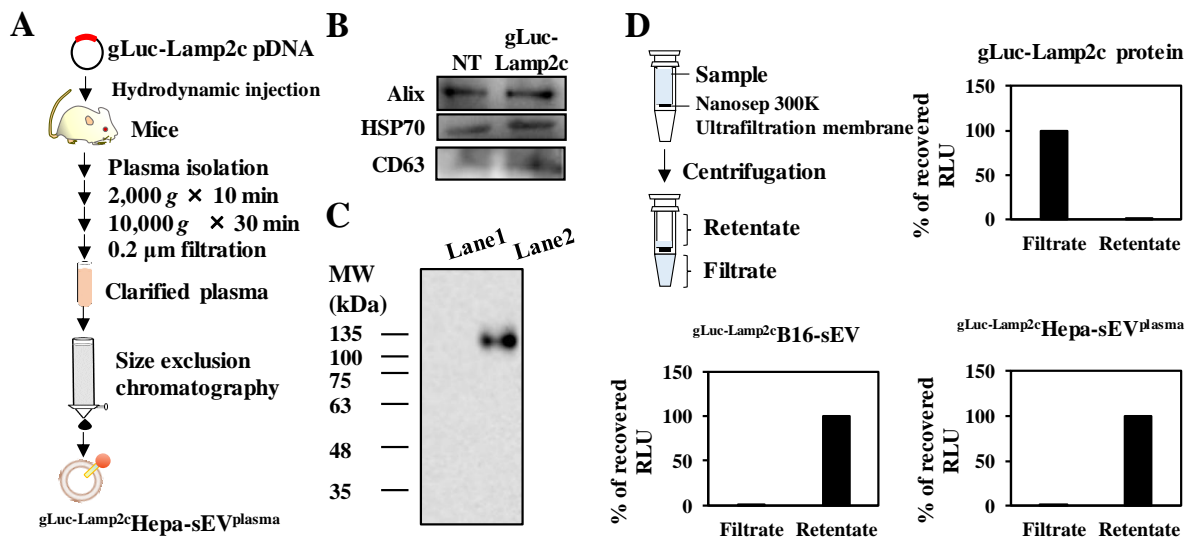 A
gLuc-Lamp2c pDNA
Hydrodynamic injection
Mice
Plasma isolation
2,000 g × 10 min
10,000 g × 30 min
0.2 µm filtration
Clarified plasma
Size exclusion
chromatography
gLuc-Lamp2cHepa-sEVplasma
B
NT
gLuc-
Lamp2c
Alix
HSP70
CD63
C
Lane1
Lane2
MW
(kDa)
135
100
75
63
48
35
D
Sample
Nanosep 300K
Ultrafiltration membrane
Centrifugation
Retentate
Filtrate
gLuc-Lamp2c protein
% of recovered
RLU
150
100
50
0
Filtrate Retentate
gLuc-Lamp2cB16-sEV
% of recovered
RLU
150
100
50
0
Filtrate Retentate
gLuc-Lamp2cHepa-sEVplasma
% of recovered
RLU
150
100
50
0
Filtrate Retentate